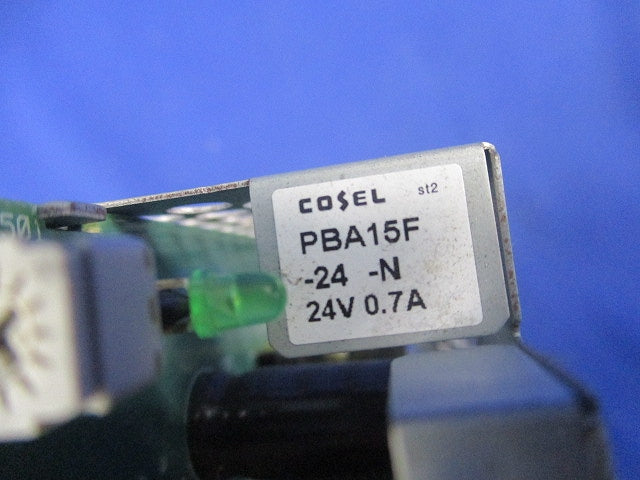 COSEL st2
PBA15F
-24 -N
24V 0.7A